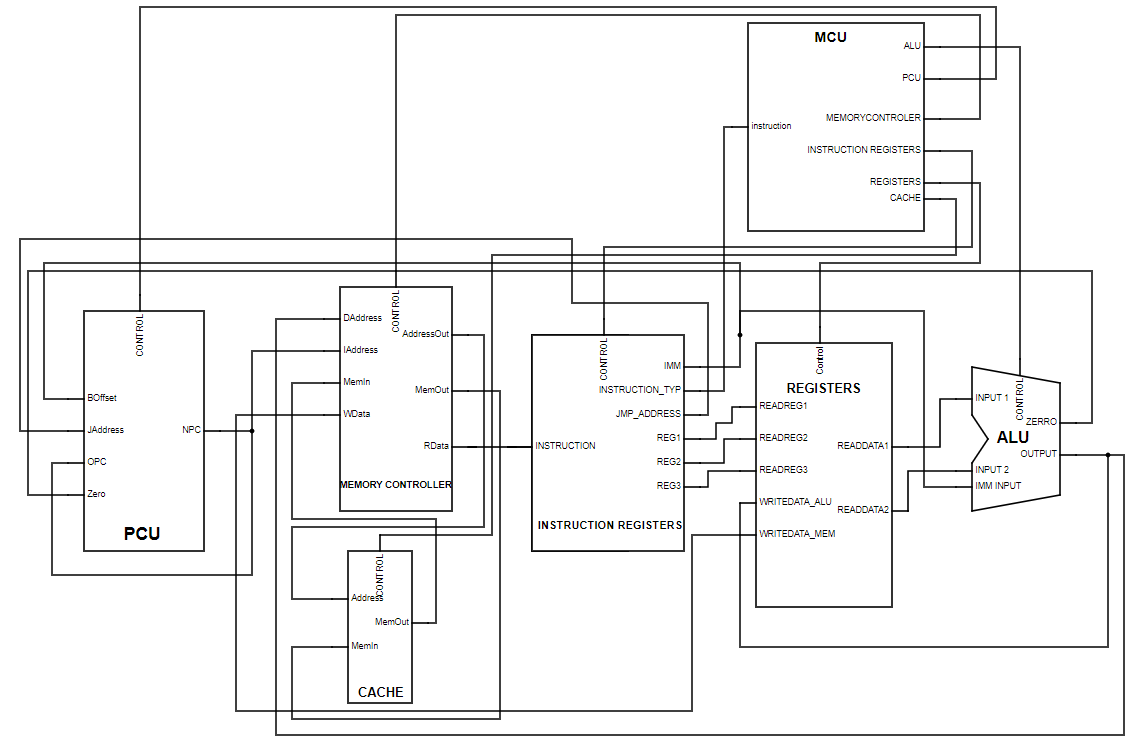 MCU
ALU
PCU
MEMORYCONTROLER
instruction
INSTRUCTION REGISTERS
REGISTERS
CACHE
CONTROL
BOffset
JAddress
NPC
OPC
Zero
PCU
CONTROL
DAddress
AddressOut
IAddress
MemIn
MemOut
WData
RData
MEMORY CONTROLLER
CONTROL
Address
MemOut
MemIn
CACHE
CONTROL
IMM
INSTRUCTION_TYP
JMP_ADDRESS
REG1
INSTRUCTION
REG2
REG3
INSTRUCTION REGISTERS
Control
REGISTERS
READREG1
READREG2
READDATA1
READREG3
WRITEDATA_ALU
READDATA2
WRITEDATA_MEM
CONTROL
INPUT 1
ZERRO
ALU
OUTPUT
INPUT 2
IMM INPUT